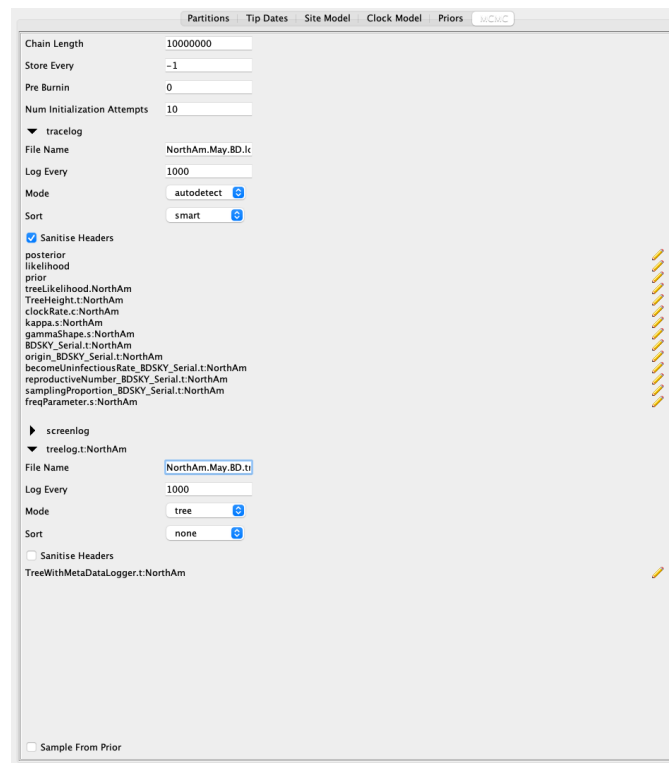 Partitions Tip Dates Site Model Clock Model Priors MCMC
Chain Length 10000000
Store Every -1
Pre Burnin 0
Num Initialization Attempts 10
tracelog
File Name NorthAm.May.BD.lo
Log Every 1000
Mode autodetect
Sort smart
Sanitise Headers
posterior
likelihood
prior
treeLikelihood.NorthAm
TreeHeight.t:NorthAm
clockRate.c:NorthAm
kappa.s:NorthAm
gammaShape.s:NorthAm
BDSKY_Serial.t:NorthAm
origin_BDSKY_Serial.t:NorthAm
becomeUninfectiousRate_BDSKY_Serial.t:NorthAm
reproductiveNumber_BDSKY_Serial.t:NorthAm
samplingProportion_BDSKY_Serial.t:NorthAm
freqParameter.s:NorthAm
screenlog
treelog.t:NorthAm
File Name NorthAm.May.BD.tr
Log Every 1000
Mode tree
Sort none
Sanitise Headers
TreeWithMetaDataLogger.t:NorthAm
Sample From Prior